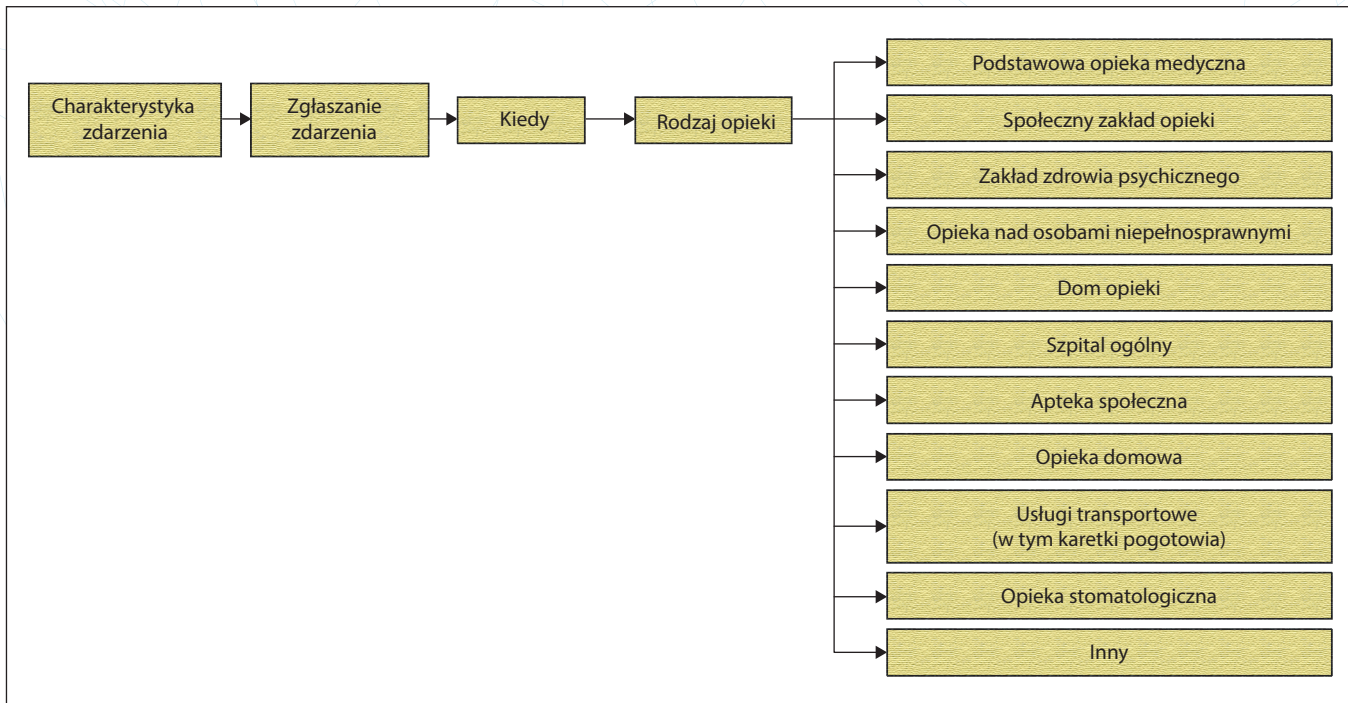 Charakterystyka
zdarzenia
Zgłaszanie
zdarzenia
Kiedy
Rodzaj opieki
Podstawowa opieka medyczna
Społeczny zakład opieki
Zakład zdrowia psychicznego
Opieka nad osobami niepełnosprawnymi
Dom opieki
Szpital ogólny
Apteka społeczna
Opieka domowa
Usługi transportowe
(w tym karetki pogotowia)
Opieka stomatologiczna
Inny